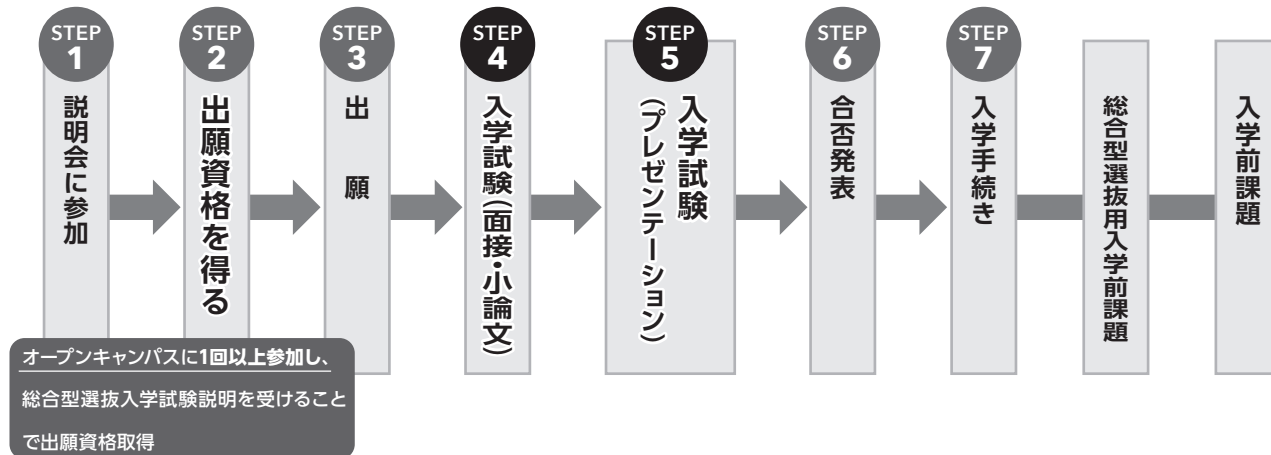 STEP
1
説明会に参加
STEP
2
出願資格を得る
STEP
3
出願
STEP
4
入学試験(面接・小論文)
STEP
5
入学試験
(プレゼンテーション)
STEP
6
合否発表
STEP
7
入学手続き
総合型選抜用入学前課題
入学前課題
オープンキャンパスに1回以上参加し、
総合型選抜入学試験説明を受けること
で出願資格取得